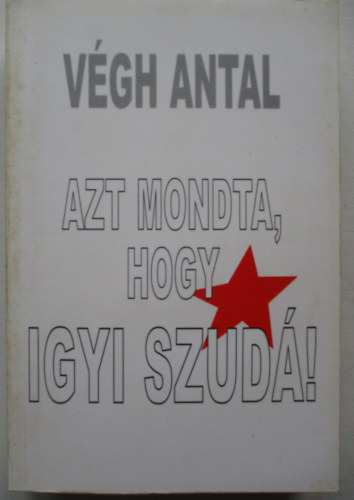 VÉGH ANTAL
AZT MONDTA,
HOGY
IGYI SZUDÁ!